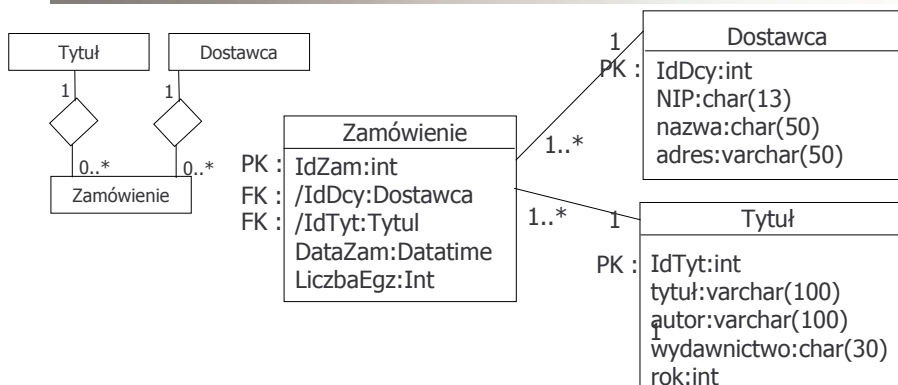 Tytuł
Dostawca
1
1
0..*
0..*
Zamówienie
Zamówienie
PK :
IdZam:int
FK :
/IdDcy:Dostawca
FK :
/IdTyt:Tytul
DataZam:Datatime
LiczbaEgz:Int
1
1..*
Dostawca
PK :
IdDcy:int
NIP:char(13)
nazwa:char(50)
adres:varchar(50)
1..*
1
Tytuł
PK :
IdTyt:int
tytuł:varchar(100)
autor:varchar(100)
1
wydawnictwo:char(30)
rok:int